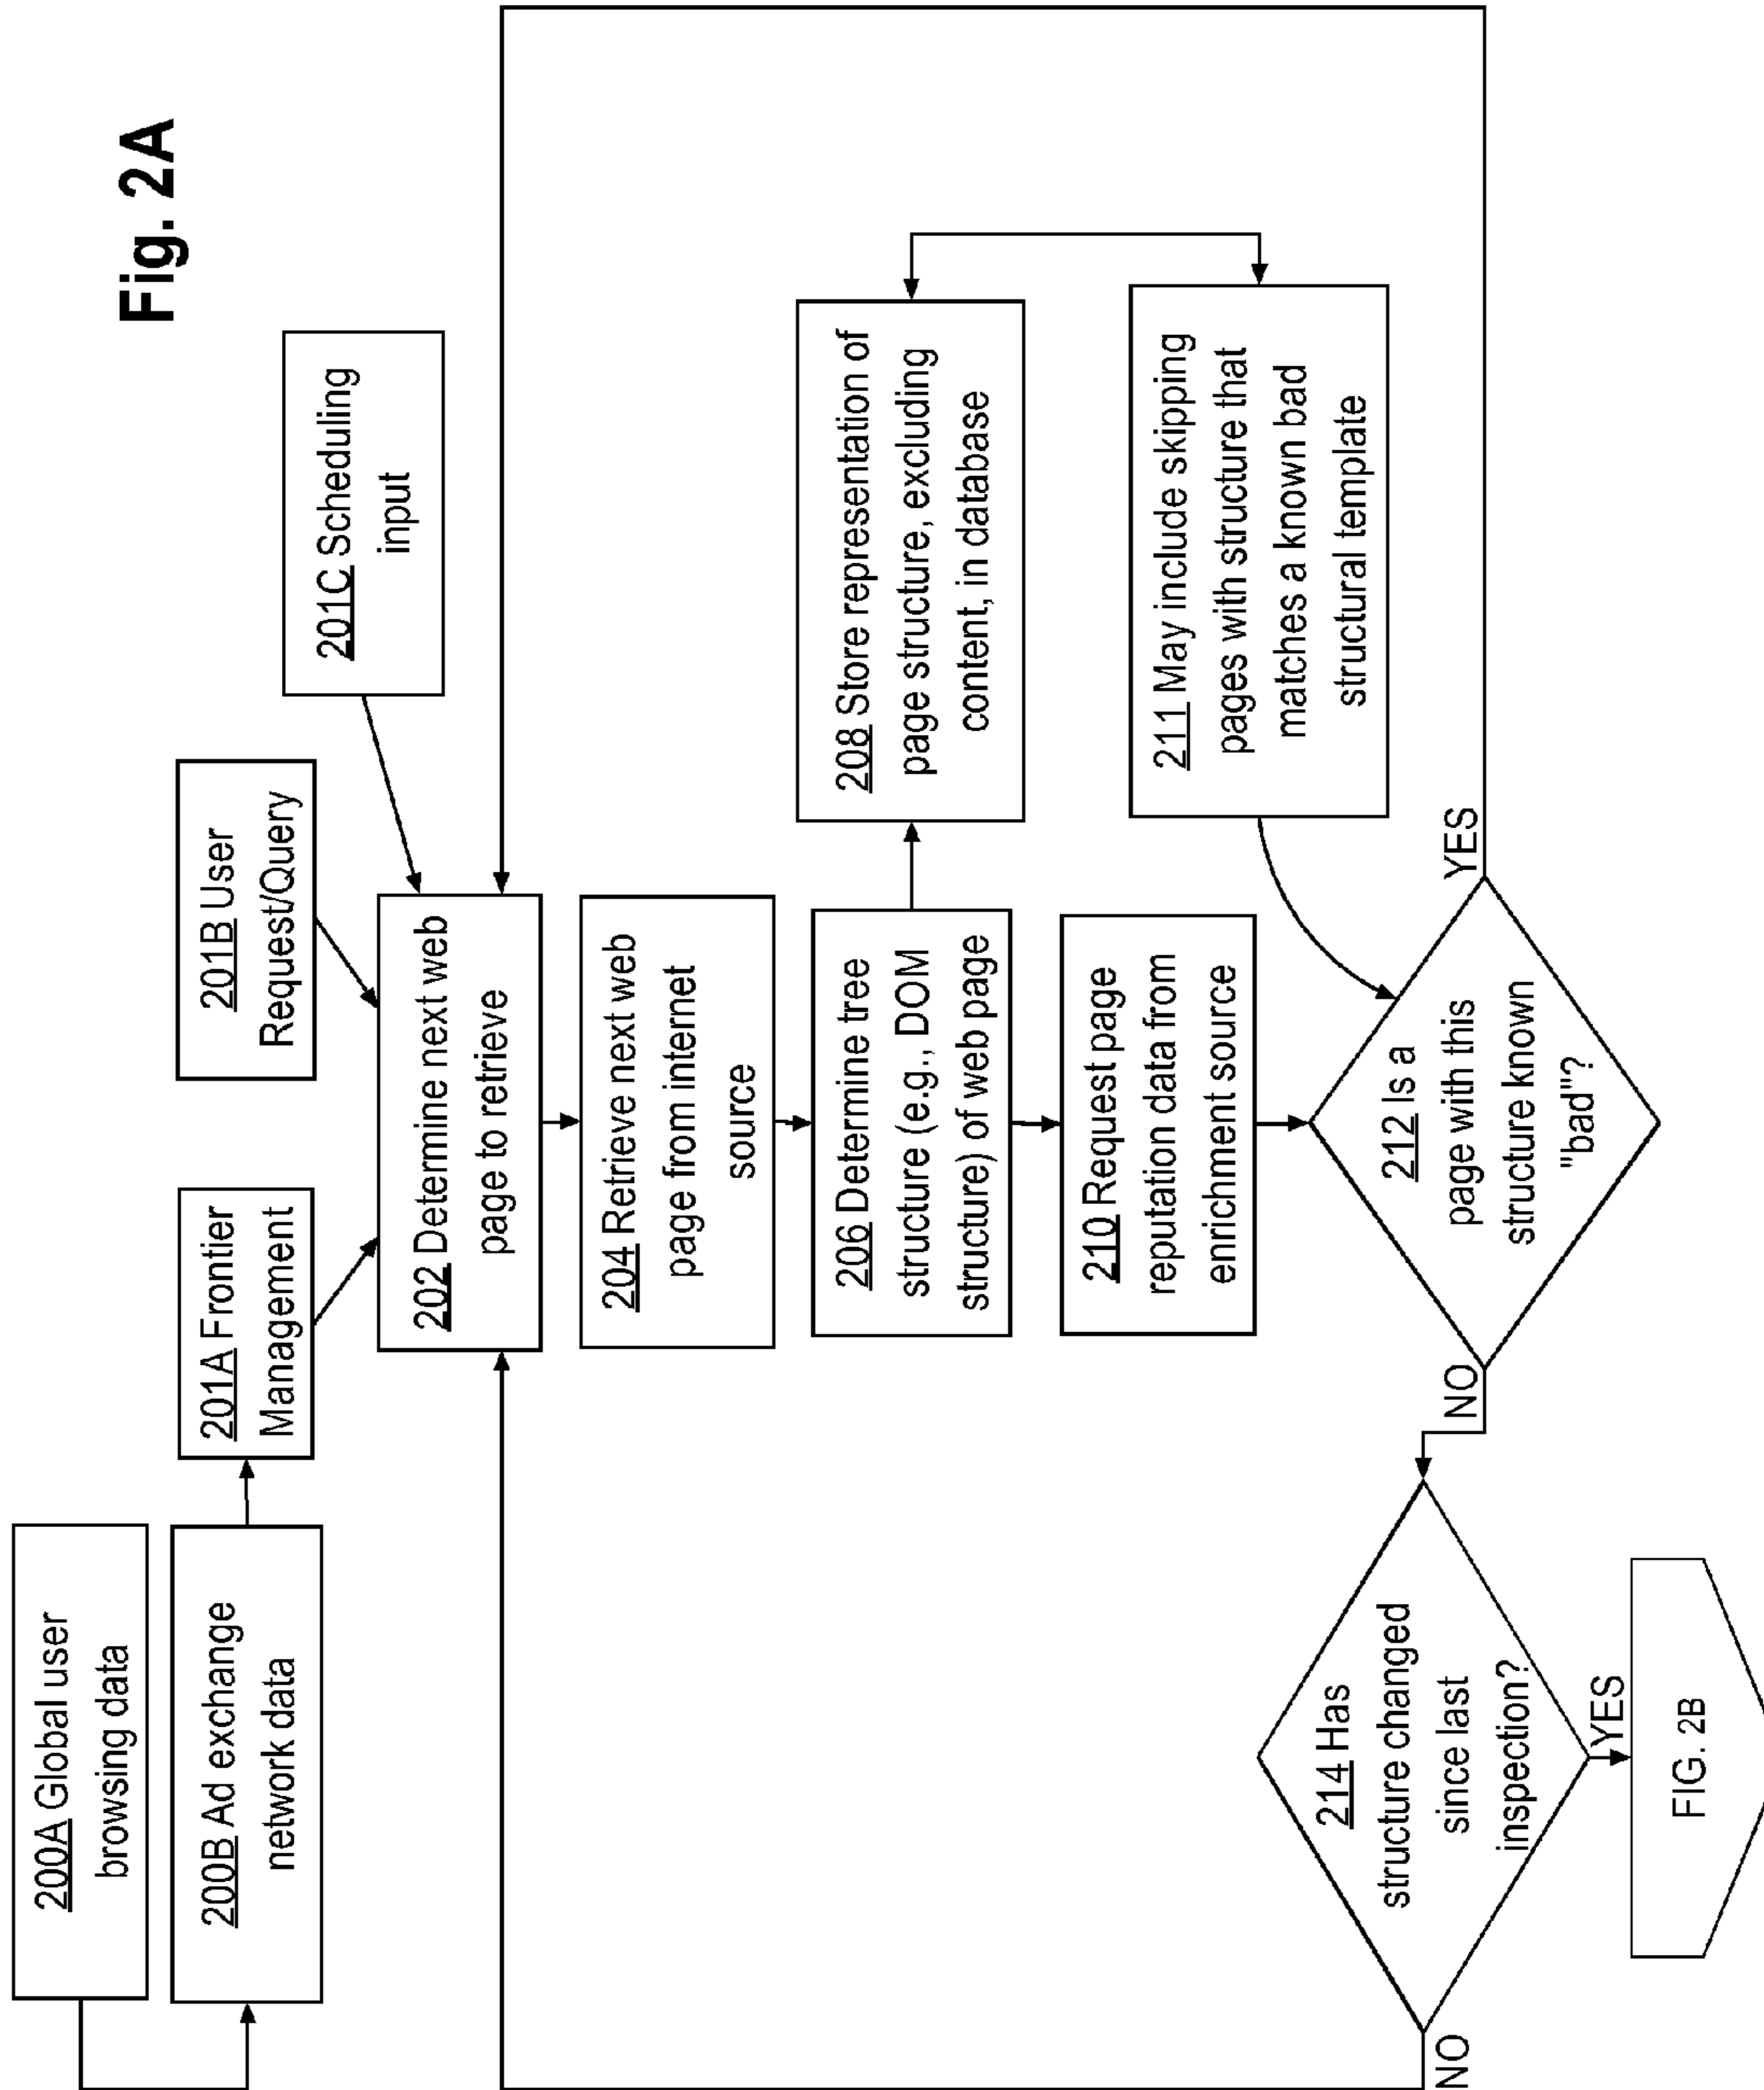 Fig. 2A
200A Global user
browsing data
200B Ad exchange
network data
201A Frontier
Management
201B User
Request/Query
201C Scheduling
input
202 Determine next web
page to retrieve
204 Retrieve next web
page from internet
source
206 Determine tree
structure (e.g., DOM
structure) of web page
208 Store representation of
page structure, excluding
content, in database
210 Request page
reputation data from
enrichment source
211 May include skipping
pages with structure that
matches a known bad
structural template
212 Is a
page with this
structure known
"bad"?
YES
NO
214 Has
structure changed
since last
inspection?
NO
YES
FIG. 2B